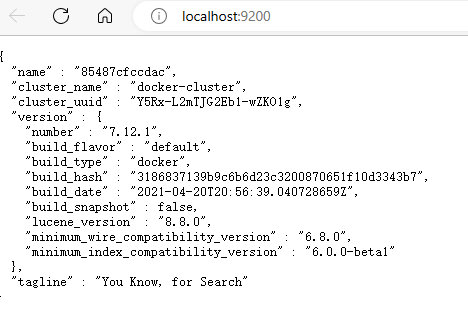 localhost:9200
{
"name" : "85487cfccdac",
"cluster_name" : "docker-cluster",
"cluster_uuid" : "Y5Rx-L2mTJG2Eb1-wZKO1g",
"version" : {
"number" : "7.12.1",
"build_flavor" : "default",
"build_type" : "docker",
"build_hash" : "3186837139b9c6b6d23c3200870651f10d3343b7",
"build_date" : "2021-04-20T20:56:39.040728659Z",
"build_snapshot" : false,
"lucene_version" : "8.8.0",
"minimum_wire_compatibility_version" : "6.8.0",
"minimum_index_compatibility_version" : "6.0.0-beta1"
},
"tagline" : "You Know, for Search"